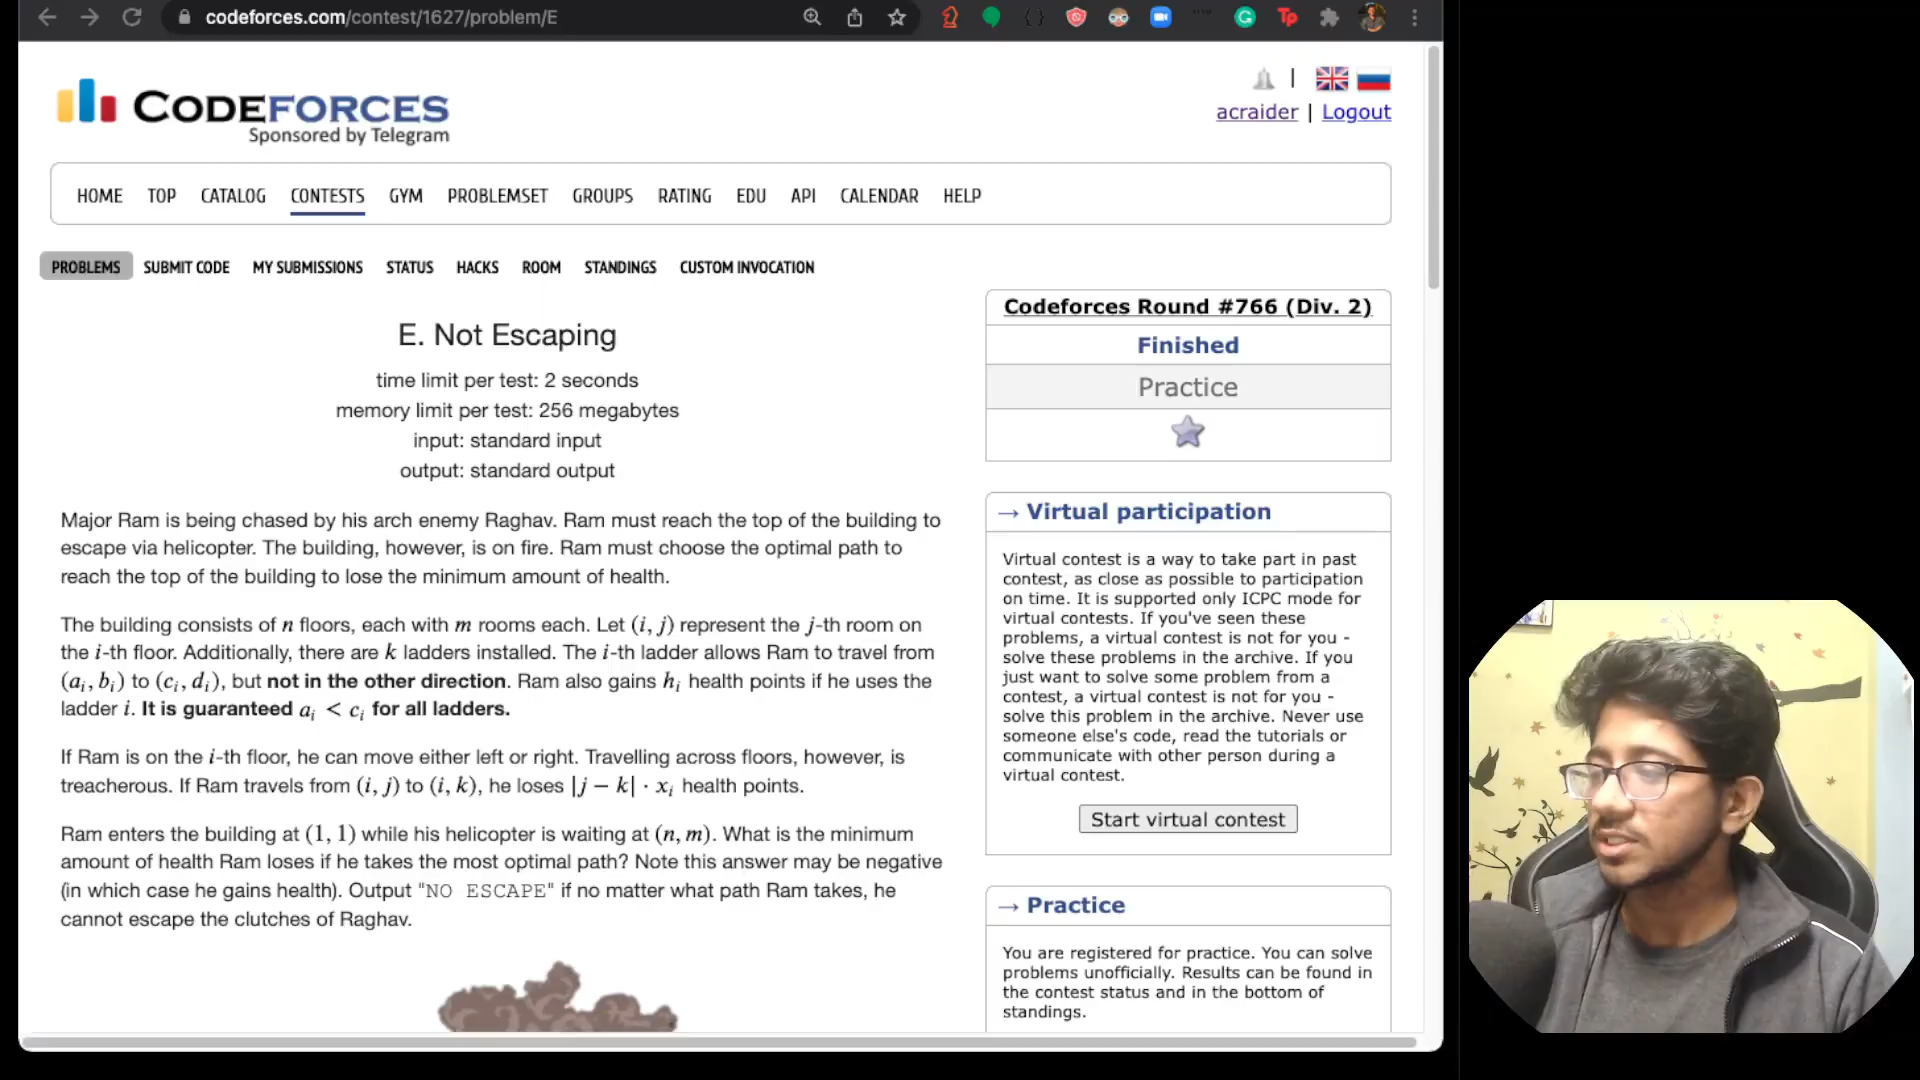 codeforces.com/contest/1627/problem/E
CODEFORCES
Sponsored by Telegram
|
acraider | Logout
HOME TOP CATALOG CONTESTS GYM PROBLEMSET GROUPS RATING EDU API CALENDAR HELP
PROBLEMS SUBMIT CODE MY SUBMISSIONS STATUS HACKS ROOM STANDINGS CUSTOM INVOCATION
E. Not Escaping
time limit per test: 2 seconds
memory limit per test: 256 megabytes
input: standard input
output: standard output
Major Ram is being chased by his arch enemy Raghav. Ram must reach the top of the building to
escape via helicopter. The building, however, is on fire. Ram must choose the optimal path to
reach the top of the building to lose the minimum amount of health.
The building consists of n floors, each with m rooms each. Let (i, j) represent the j-th room on
the i-th floor. Additionally, there are k ladders installed. The i-th ladder allows Ram to travel from
(aᵢ, bᵢ) to (cᵢ, dᵢ), but not in the other direction. Ram also gains hᵢ health points if he uses the
ladder i. It is guaranteed aᵢ < cᵢ for all ladders.
If Ram is on the i-th floor, he can move either left or right. Travelling across floors, however, is
treacherous. If Ram travels from (i, j) to (i, k), he loses |j − k| · xᵢ health points.
Ram enters the building at (1, 1) while his helicopter is waiting at (n, m). What is the minimum
amount of health Ram loses if he takes the most optimal path? Note this answer may be negative
(in which case he gains health). Output "NO ESCAPE" if no matter what path Ram takes, he
cannot escape the clutches of Raghav.
Codeforces Round #766 (Div. 2)
Finished
Practice
→ Virtual participation
Virtual contest is a way to take part in past
contest, as close as possible to participation
on time. It is supported only ICPC mode for
virtual contests. If you've seen these
problems, a virtual contest is not for you -
solve these problems in the archive. If you
just want to solve some problem from a
contest, a virtual contest is not for you -
solve this problem in the archive. Never use
someone else's code, read the tutorials or
communicate with other person during a
virtual contest.
Start virtual contest
→ Practice
You are registered for practice. You can solve
problems unofficially. Results can be found in
the contest status and in the bottom of
standings.
G
Tp